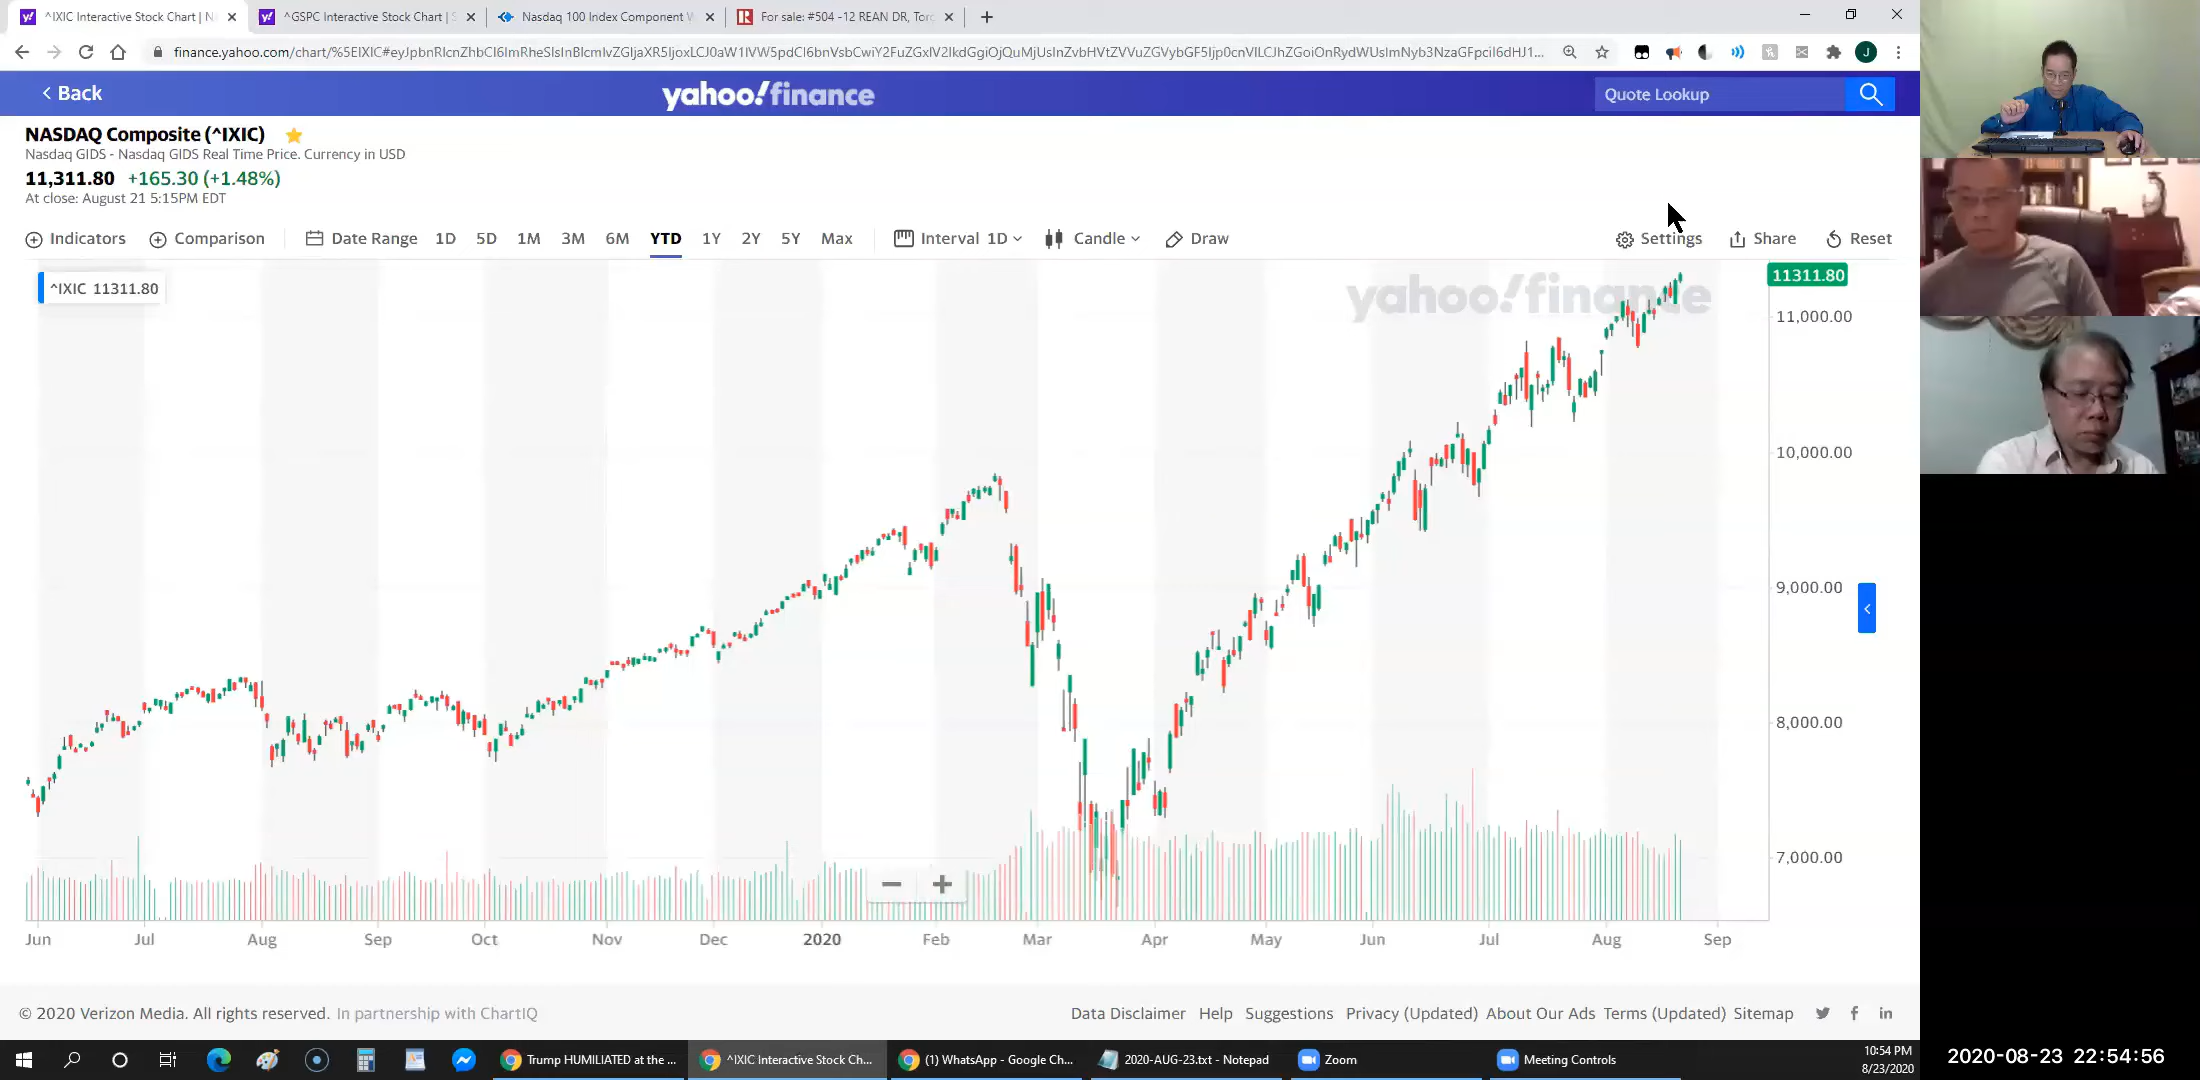 ^IXIC Interactive Stock Chart | N
^GSPC Interactive Stock Chart | S
Nasdaq 100 Index Component W
For sale: #504 -12 REAN DR, Toro
finance.yahoo.com/chart/%5EIXIC#
< Back
yahoo!finance
Quote Lookup
NASDAQ Composite (^IXIC)
Nasdaq GIDS - Nasdaq GIDS Real Time Price. Currency in USD
11,311.80 +165.30 (+1.48%)
At close: August 21 5:15PM EDT
Indicators Comparison Date Range 1D 5D 1M 3M 6M YTD 1Y 2Y 5Y Max Interval 1D Candle Draw Settings Share Reset
^IXIC 11311.80
yahoo!finance
11311.80
11,000.00
10,000.00
9,000.00
8,000.00
7,000.00
Jun Jul Aug Sep Oct Nov Dec 2020 Feb Mar Apr May Jun Jul Aug Sep
© 2020 Verizon Media. All rights reserved. In partnership with ChartIQ
Data Disclaimer Help Suggestions Privacy (Updated) About Our Ads Terms (Updated) Sitemap
Trump HUMILIATED at the ...
^IXIC Interactive Stock Ch...
(1) WhatsApp - Google Ch...
2020-AUG-23.txt - Notepad
Zoom
Meeting Controls
10:54 PM
8/23/2020
2020-08-23 22:54:56